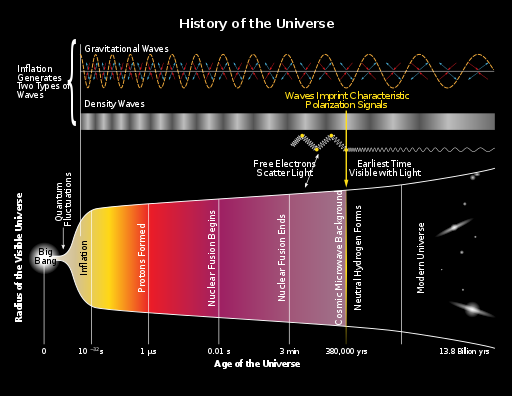 History of the Universe
Gravitational Waves
Inflation
Generates
Two Types of
Waves
Waves Imprint Characteristic
Polarization Signals
Density Waves
Free Electrons
Scatter Light
Earliest Time
Visible with Light
Radius of the Visible Universe
Quantum
Fluctuations
Big
Bang
Inflation
Protons Formed
Nuclear Fusion Begins
Nuclear Fusion Ends
Cosmic Microwave Background
Neutral Hydrogen Forms
Modern Universe
0
10⁻³²s
1 µs
0.01 s
3 min
380,000 yrs
13.8 Billion yrs
Age of the Universe